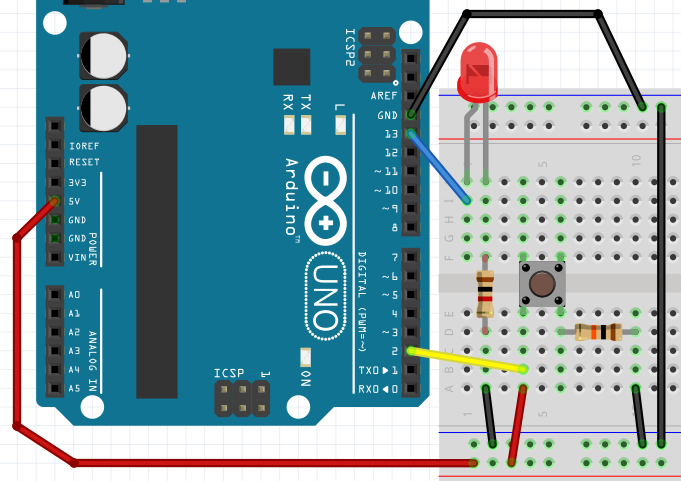 ICSP2
AREF
GND
13
12
~11
~10
~9
8
7
~6
~5
4
~3
2
TXO▶1
RXO◀0
RX
TX
L
Arduino™
UNO
DIGITAL (PWM=~)
ON
ICSP
1
IOREF
RESET
3V3
5V
GND
GND
VIN
POWER
A0
A1
A2
A3
A4
A5
ANALOG IN
1
5
10
I
H
G
F
E
D
C
B
A
1
5